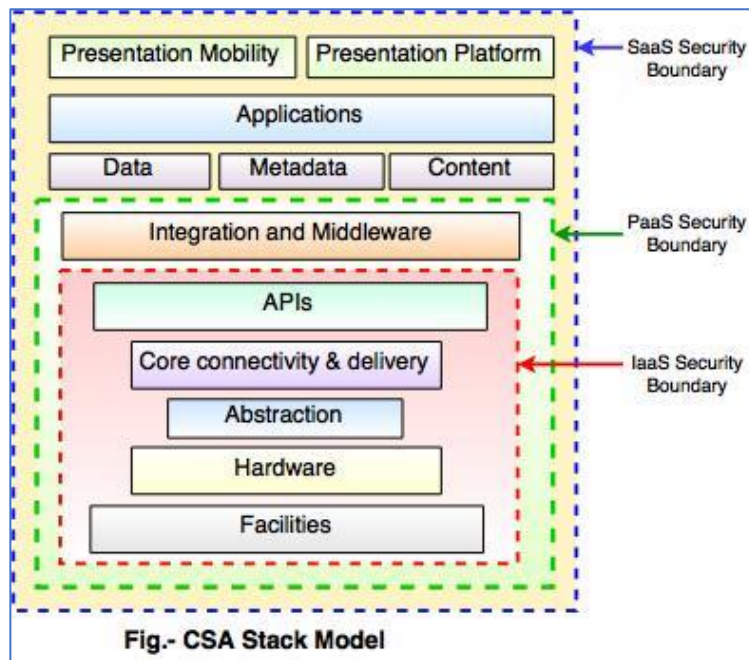 Presentation Mobility
Presentation Platform
SaaS Security
Boundary
Applications
Data
Metadata
Content
Integration and Middleware
PaaS Security
Boundary
APIs
Core connectivity & delivery
IaaS Security
Boundary
Abstraction
Hardware
Facilities
Fig.- CSA Stack Model